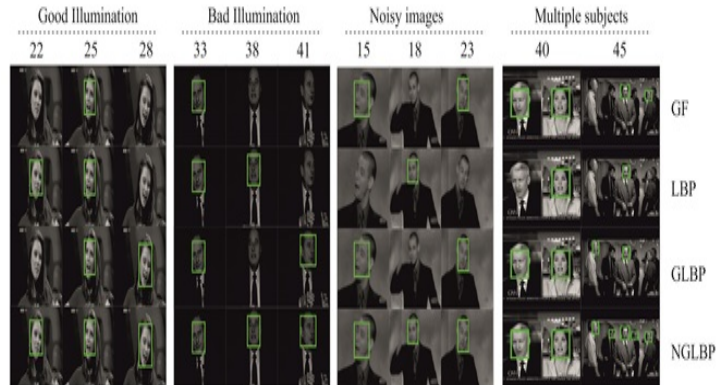 Good Illumination
Bad Illumination
Noisy images
Multiple subjects
22 25 28
33 38 41
15 18 23
40 45
GF
LBP
GLBP
NGLBP